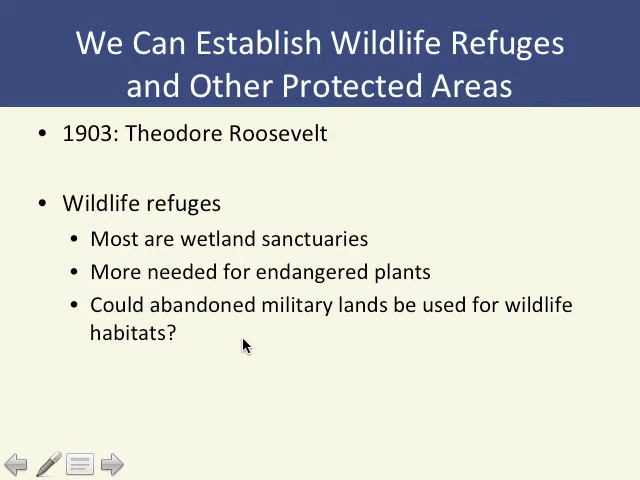 We Can Establish Wildlife Refuges
and Other Protected Areas
• 1903: Theodore Roosevelt
• Wildlife refuges
• Most are wetland sanctuaries
• More needed for endangered plants
• Could abandoned military lands be used for wildlife
habitats?